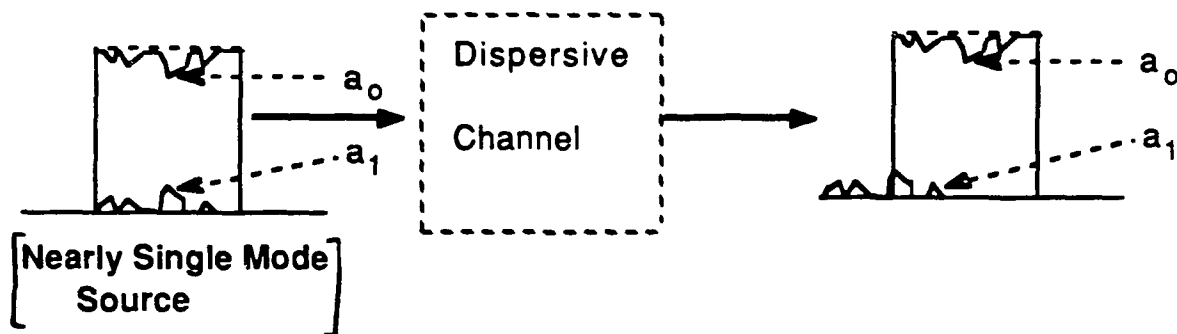 a₀
a₁
[Nearly Single Mode
Source]
Dispersive
Channel
a₀
a₁